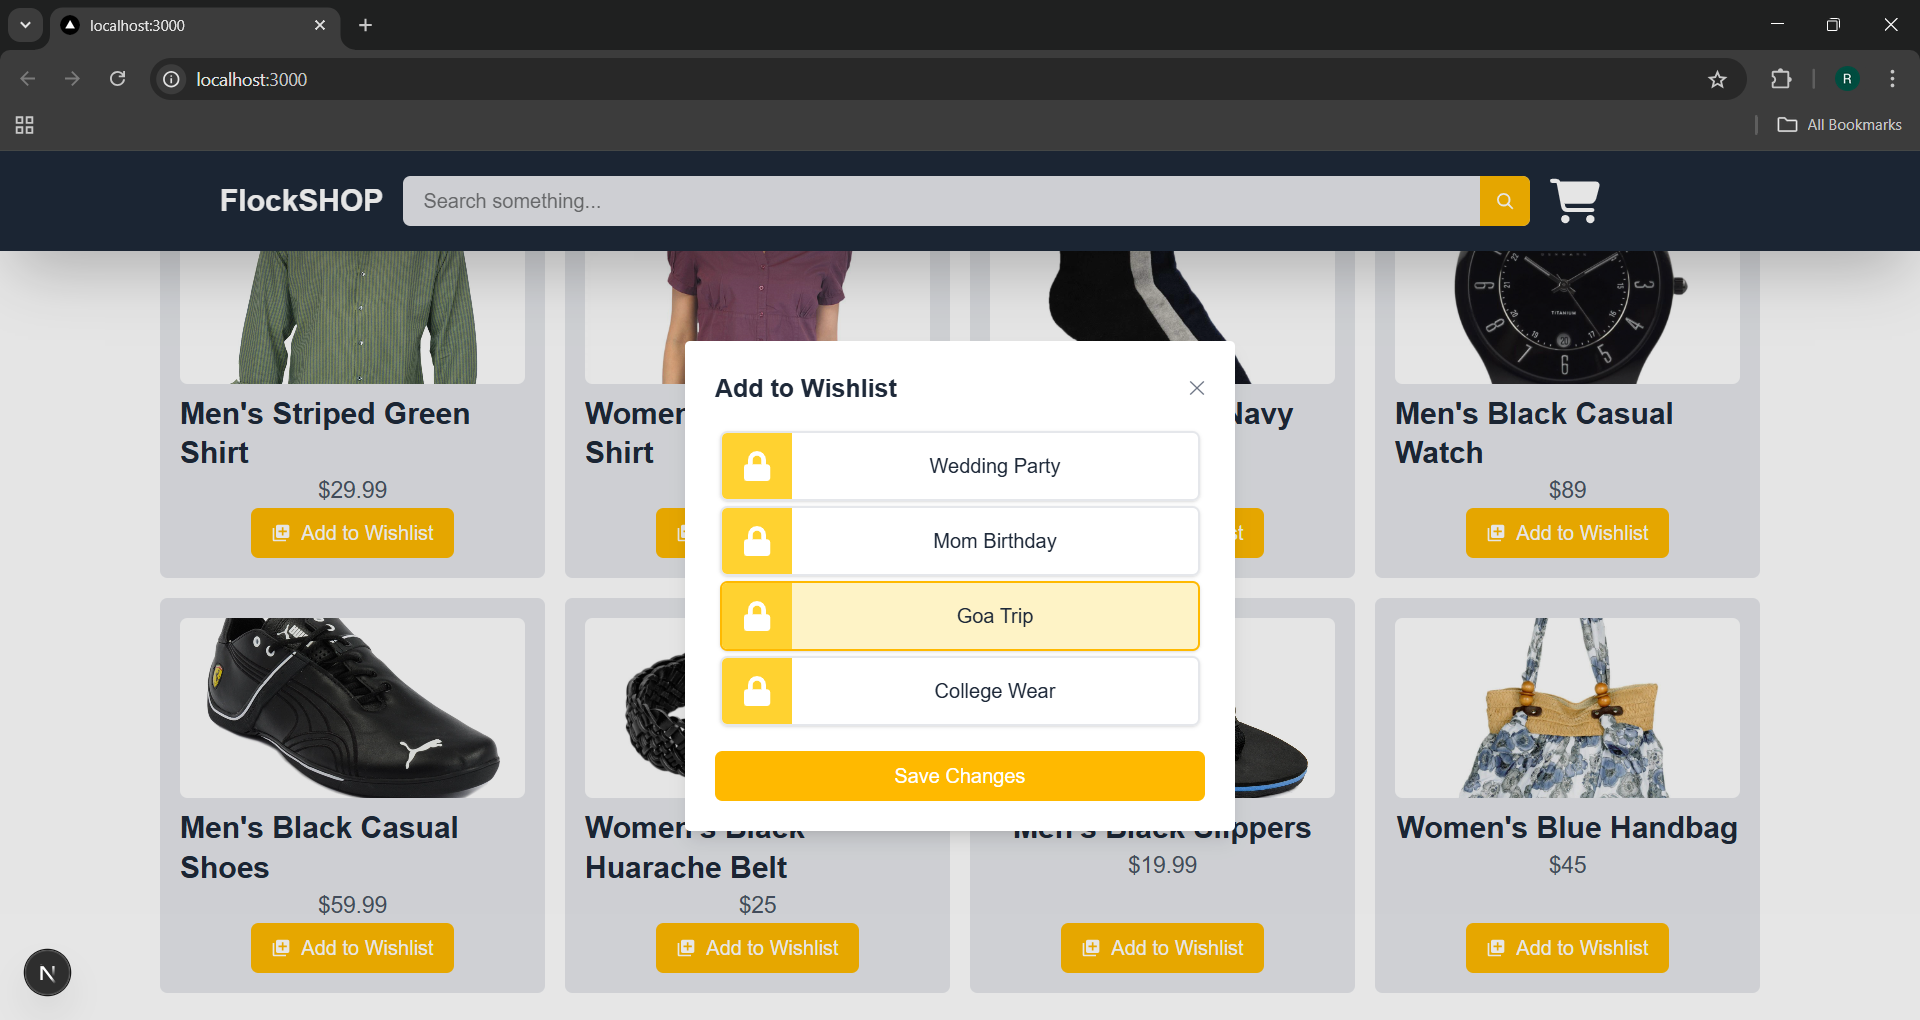 localhost:3000
localhost:3000
R
All Bookmarks
FlockSHOP
Search something...
TITANIUM
Men's Striped Green
Shirt
$29.99
Add to Wishlist
Shirt
Men's Black Casual
Watch
$89
Add to Wishlist
Add to Wishlist
Wedding Party
Mom Birthday
Goa Trip
College Wear
Save Changes
Men's Black Casual
Shoes
$59.99
Add to Wishlist
Women's Black
Huarache Belt
$25
Add to Wishlist
Men's Black Slippers
$19.99
Add to Wishlist
Women's Blue Handbag
$45
Add to Wishlist
N